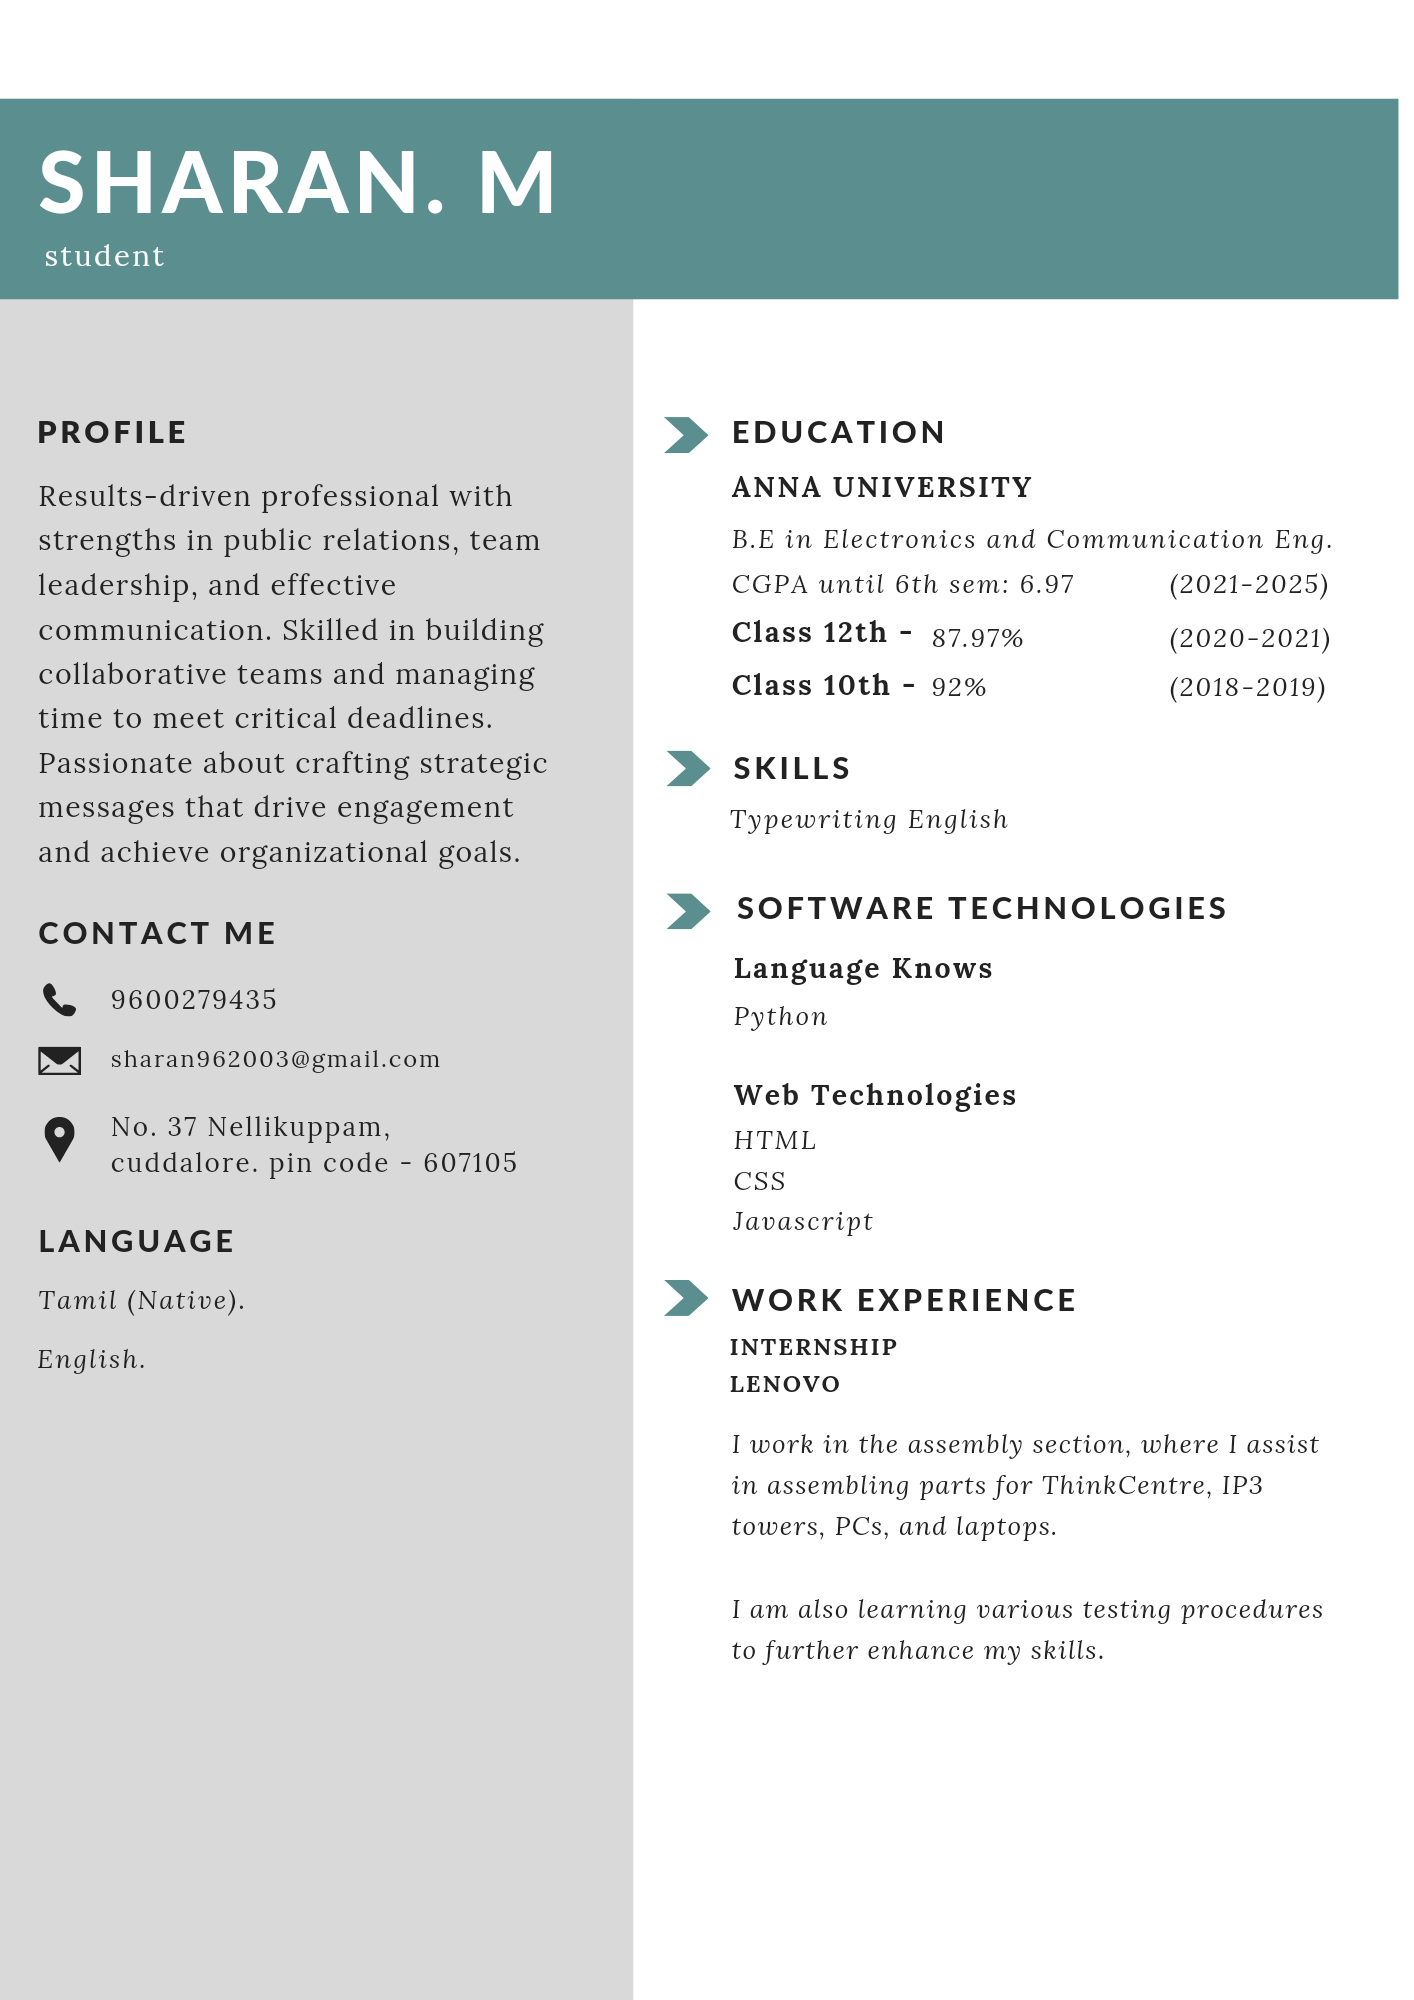 SHARAN. M
student
PROFILE
Results-driven professional with
strengths in public relations, team
leadership, and effective
communication. Skilled in building
collaborative teams and managing
time to meet critical deadlines.
Passionate about crafting strategic
messages that drive engagement
and achieve organizational goals.
CONTACT ME
9600279435
sharan962003@gmail.com
No. 37 Nellikuppam,
cuddalore. pin code - 607105
LANGUAGE
Tamil (Native).
English.
EDUCATION
ANNA UNIVERSITY
B.E in Electronics and Communication Eng.
CGPA until 6th sem: 6.97 (2021-2025)
Class 12th - 87.97% (2020-2021)
Class 10th - 92% (2018-2019)
SKILLS
Typewriting English
SOFTWARE TECHNOLOGIES
Language Knows
Python
Web Technologies
HTML
CSS
Javascript
WORK EXPERIENCE
INTERNSHIP
LENOVO
I work in the assembly section, where I assist
in assembling parts for ThinkCentre, IP3
towers, PCs, and laptops.
I am also learning various testing procedures
to further enhance my skills.